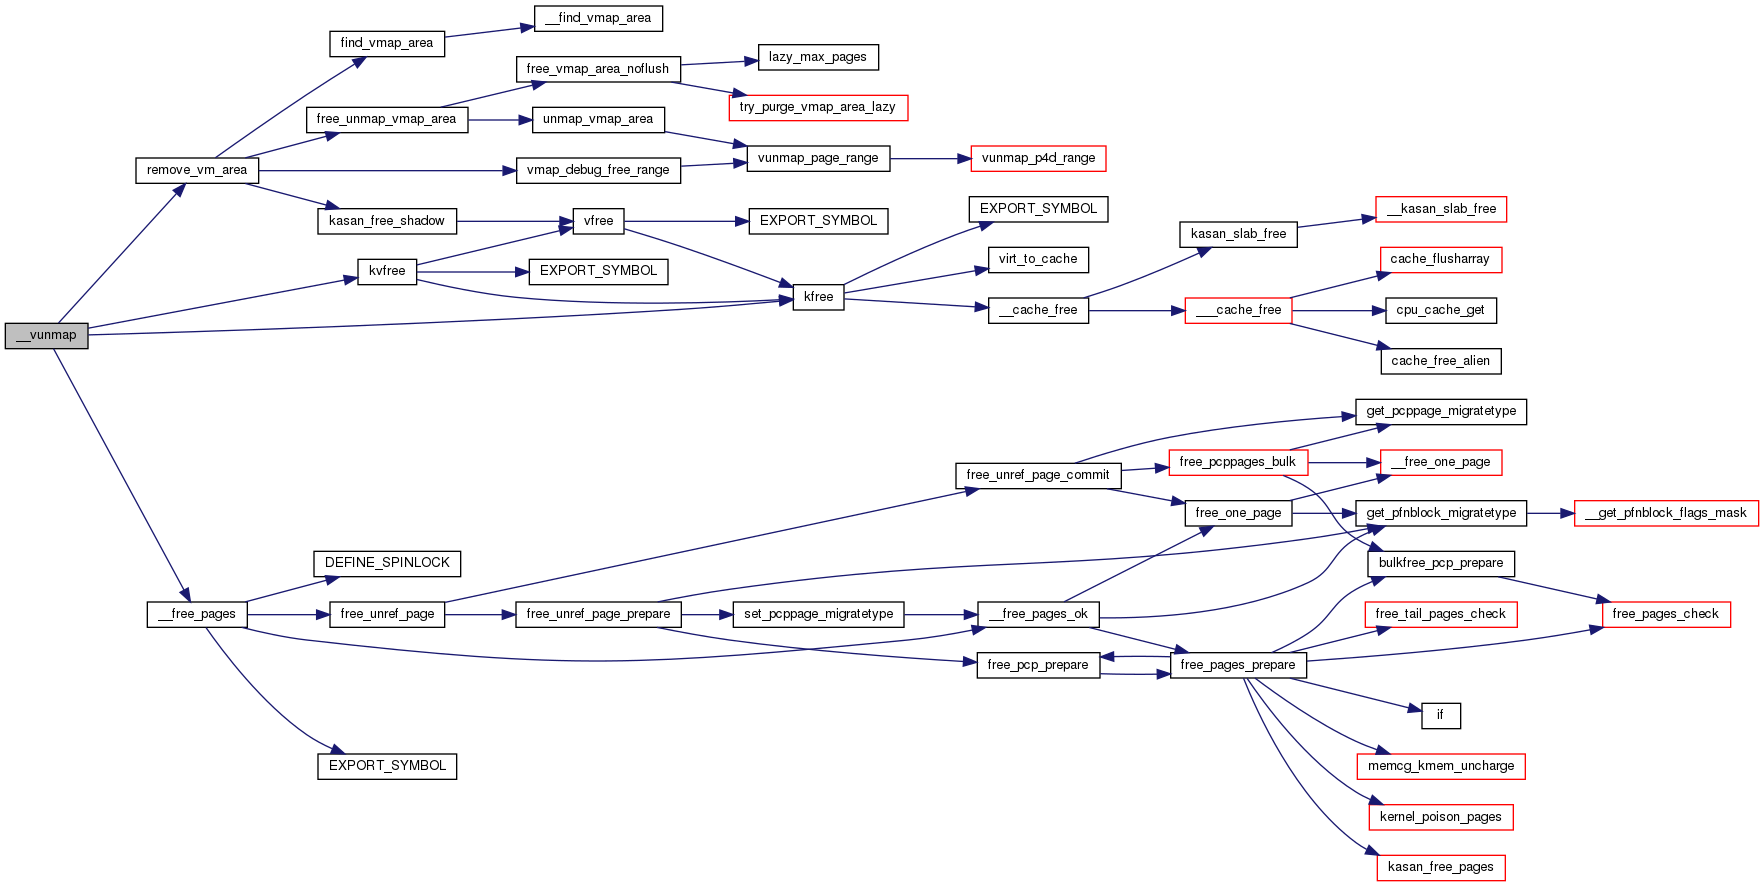 __find_vmap_area
find_vmap_area
lazy_max_pages
free_vmap_area_noflush
try_purge_vmap_area_lazy
free_unmap_vmap_area
unmap_vmap_area
vunmap_page_range
vunmap_p4d_range
remove_vm_area
vmap_debug_free_range
__kasan_slab_free
EXPORT_SYMBOL
kasan_free_shadow
vfree
EXPORT_SYMBOL
kasan_slab_free
virt_to_cache
cache_flusharray
kvfree
EXPORT_SYMBOL
kfree
__cache_free
___cache_free
cpu_cache_get
__vunmap
cache_free_alien
get_pcppage_migratetype
free_unref_page_commit
free_pcppages_bulk
__free_one_page
free_one_page
get_pfnblock_migratetype
__get_pfnblock_flags_mask
DEFINE_SPINLOCK
bulkfree_pcp_prepare
__free_pages
free_unref_page
free_unref_page_prepare
set_pcppage_migratetype
__free_pages_ok
free_tail_pages_check
free_pages_check
free_pcp_prepare
free_pages_prepare
if
EXPORT_SYMBOL
memcg_kmem_uncharge
kernel_poison_pages
kasan_free_pages